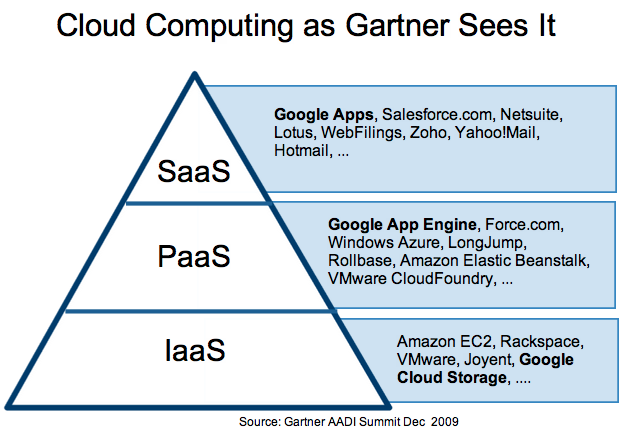 Cloud Computing as Gartner Sees It
SaaS
Google Apps, Salesforce.com, Netsuite,
Lotus, WebFilings, Zoho, Yahoo!Mail,
Hotmail, ...
PaaS
Google App Engine, Force.com,
Windows Azure, LongJump,
Rollbase, Amazon Elastic Beanstalk,
VMware CloudFoundry, ...
IaaS
Amazon EC2, Rackspace,
VMware, Joyent, Google
Cloud Storage, ....
Source: Gartner AADI Summit Dec  2009